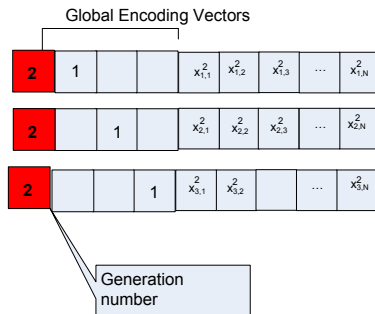 Global Encoding Vectors
2 1 x²₁,₁ x²₁,₂ x²₁,₃ ... x²₁,N
2 1 x²₂,₁ x²₂,₂ x²₂,₃ ... x²₂,N
2 1 x²₃,₁ x²₃,₂ ... x²₃,N
Generation
number